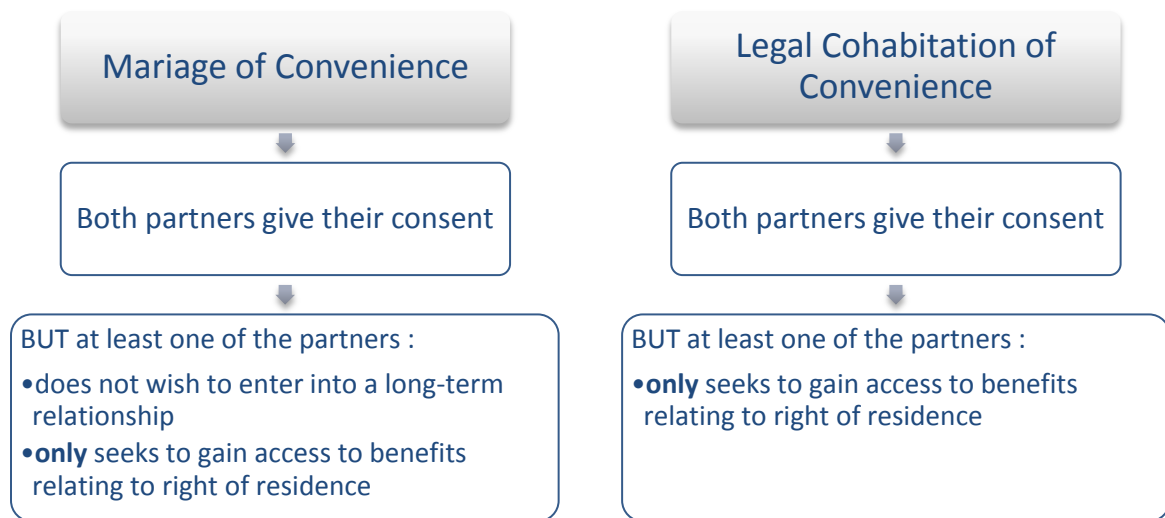 Mariage of Convenience
Both partners give their consent
BUT at least one of the partners :
•does not wish to enter into a long-term
relationship
•only seeks to gain access to benefits
relating to right of residence
Legal Cohabitation of
Convenience
Both partners give their consent
BUT at least one of the partners :
•only seeks to gain access to benefits
relating to right of residence